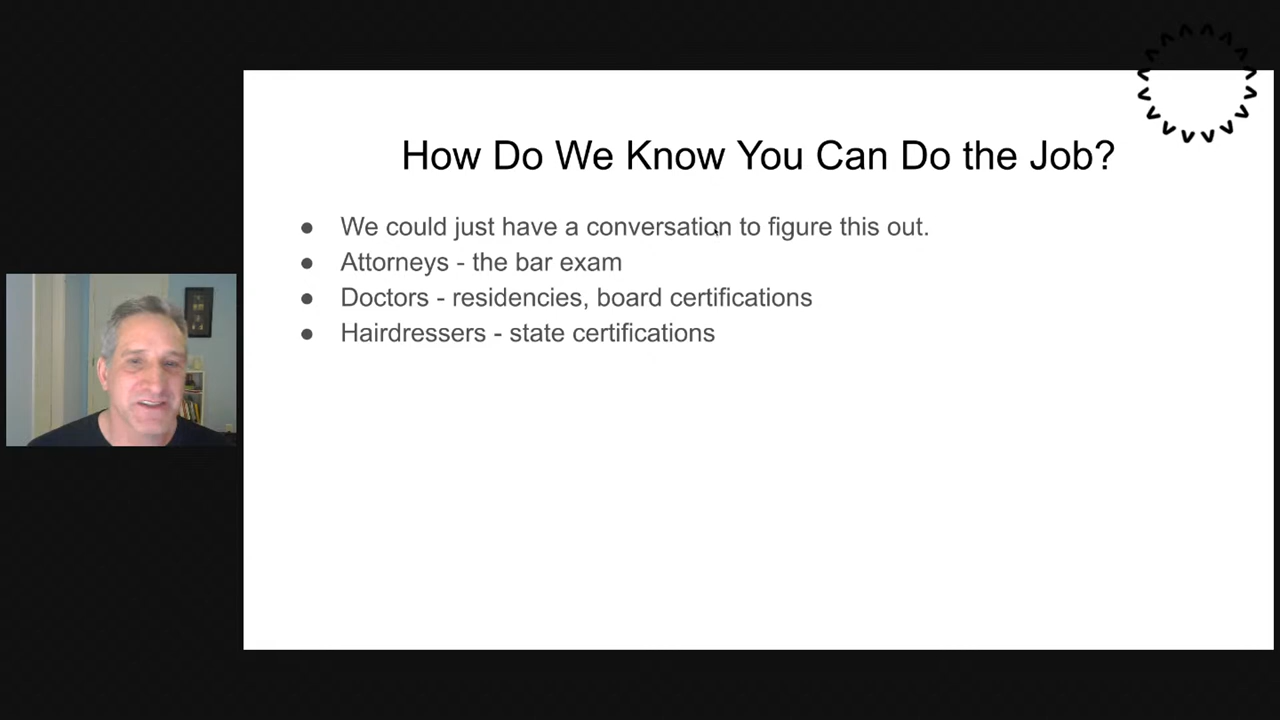 How Do We Know You Can Do the Job?
● We could just have a conversation to figure this out.
● Attorneys - the bar exam
● Doctors - residencies, board certifications
● Hairdressers - state certifications